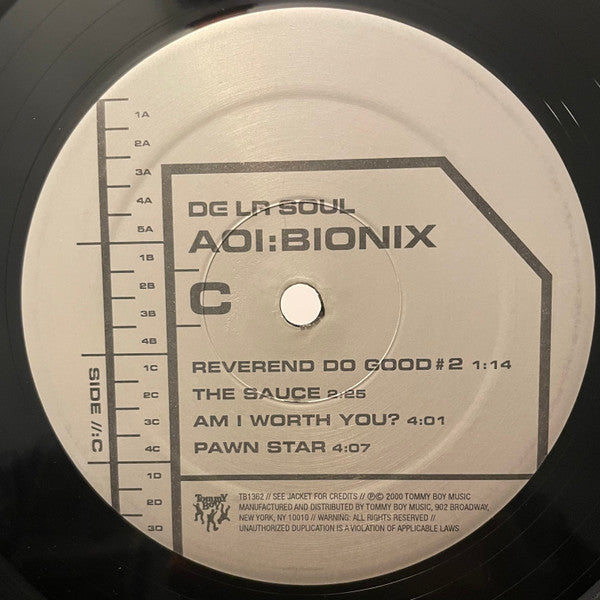 1A
2A
3A
4A
5A
1B
2B
3B
4B
1C
2C
3C
4C
1D
2D
3D
SIDE //:C
DE LA SOUL
AOI:BIONIX
C
REVEREND DO GOOD #2 1:14
THE SAUCE 2:25
AM I WORTH YOU? 4:01
PAWN STAR 4:07
TOMMY
BOY
TB1362 // SEE JACKET FOR CREDITS // ℗© 2000 TOMMY BOY MUSIC
MANUFACTURED AND DISTRIBUTED BY TOMMY BOY MUSIC, 902 BROADWAY,
NEW YORK, NY 10010 // WARNING: ALL RIGHTS RESERVED //
UNAUTHORIZED DUPLICATION IS A VIOLATION OF APPLICABLE LAWS